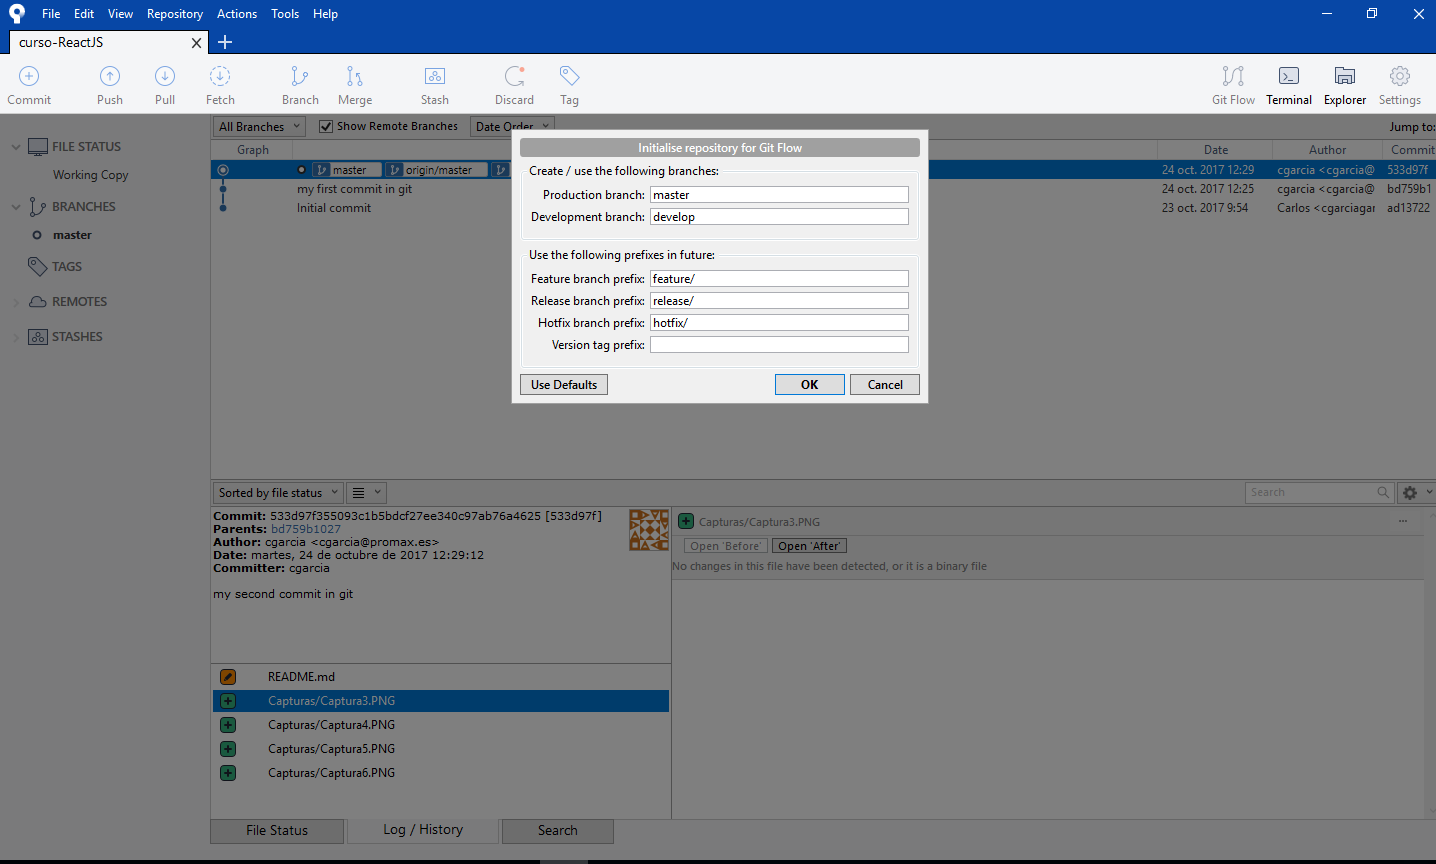 File Edit View Repository Actions Tools Help
curso-ReactJS
Commit Push Pull Fetch Branch Merge Stash Discard Tag Git Flow Terminal Explorer Settings
All Branches Show Remote Branches Date Order Jump to:
Graph Date Author Commit
master origin/master 24 oct. 2017 12:29 cgarcia <cgarcia@ 533d97f
my first commit in git 24 oct. 2017 12:25 cgarcia <cgarcia@ bd759b1
Initial commit 23 oct. 2017 9:54 Carlos <cgarciagar ad13722
FILE STATUS
Working Copy
BRANCHES
master
TAGS
REMOTES
STASHES
Initialise repository for Git Flow
Create / use the following branches:
Production branch: master
Development branch: develop
Use the following prefixes in future:
Feature branch prefix: feature/
Release branch prefix: release/
Hotfix branch prefix: hotfix/
Version tag prefix:
Use Defaults OK Cancel
Sorted by file status Search
Commit: 533d97f355093c1b5bdcf27ee340c97ab76a4625 [533d97f]
Parents: bd759b1027
Author: cgarcia <cgarcia@promax.es>
Date: martes, 24 de octubre de 2017 12:29:12
Committer: cgarcia
my second commit in git
Capturas/Captura3.PNG
Open 'Before' Open 'After'
No changes in this file have been detected, or it is a binary file
README.md
Capturas/Captura3.PNG
Capturas/Captura4.PNG
Capturas/Captura5.PNG
Capturas/Captura6.PNG
File Status Log / History Search